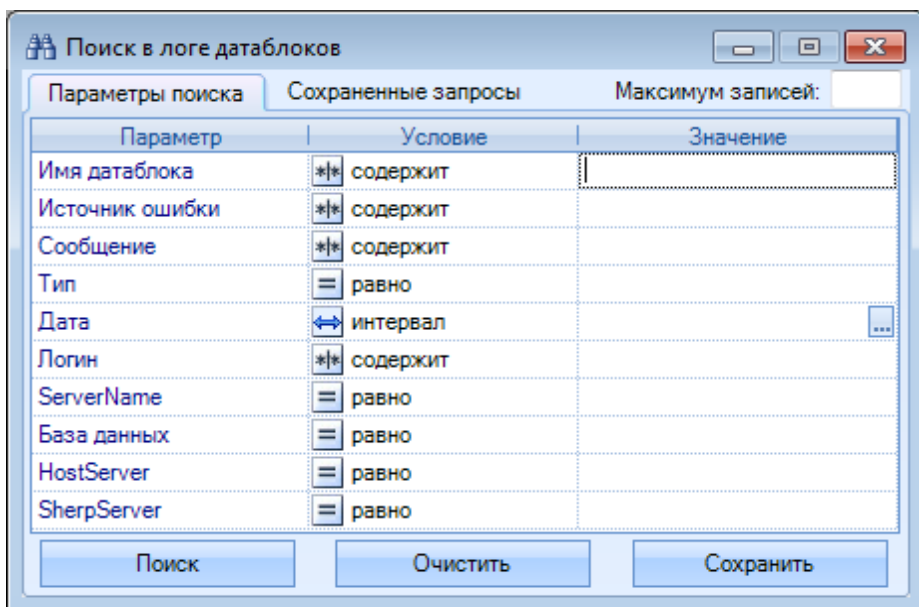 Поиск в логе датаблоков
Параметры поиска Сохраненные запросы Максимум записей:
Параметр Условие Значение
Имя датаблока *|* содержит
Источник ошибки *|* содержит
Сообщение *|* содержит
Тип = равно
Дата интервал ...
Логин *|* содержит
ServerName = равно
База данных = равно
HostServer = равно
SherpServer = равно
Поиск Очистить Сохранить